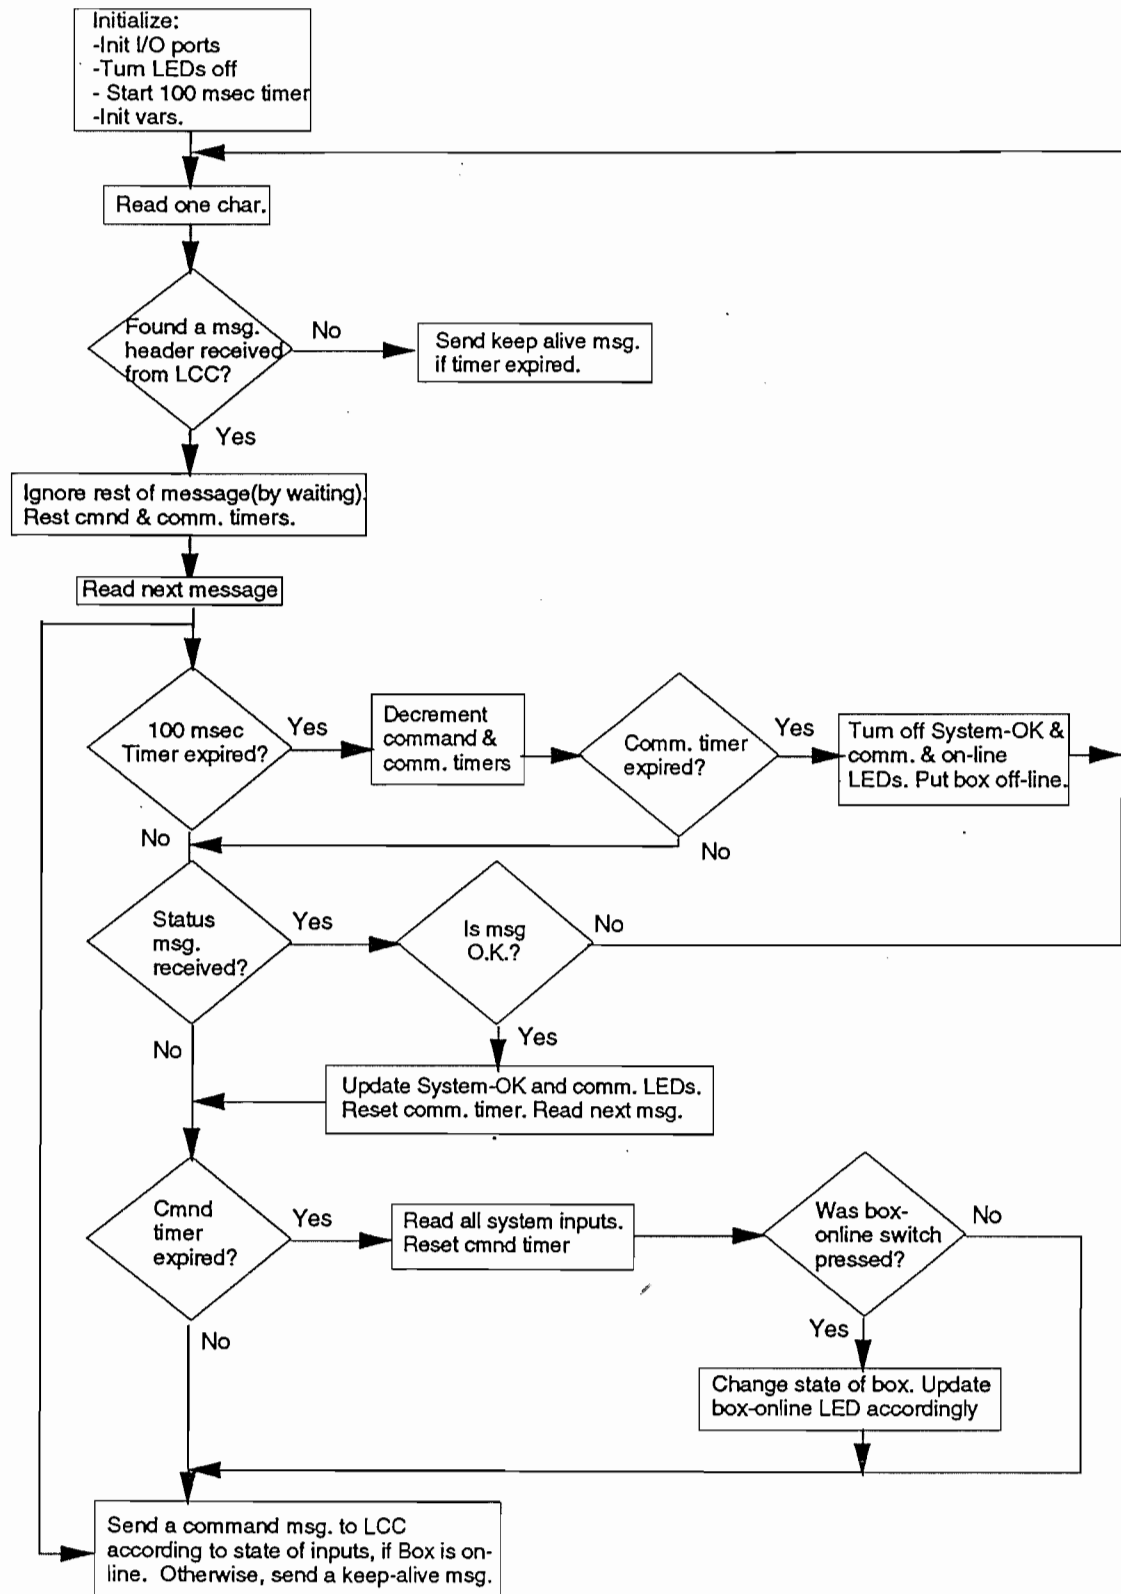 Initialize:
-Init I/O ports
-Turn LEDs off
- Start 100 msec timer
-Init vars.
Read one char.
Found a msg.
header received
from LCC?
No
Send keep alive msg.
if timer expired.
Yes
Ignore rest of message(by waiting).
Rest cmnd & comm. timers.
Read next message
100 msec
Timer expired?
Yes
Decrement
command &
comm. timers
Comm. timer
expired?
Yes
Turn off System-OK &
comm. & on-line
LEDs. Put box off-line.
No
No
Status
msg.
received?
Yes
Is msg
O.K.?
No
Yes
No
Update System-OK and comm. LEDs.
Reset comm. timer. Read next msg.
Cmnd
timer
expired?
Yes
Read all system inputs.
Reset cmnd timer
Was box-
online switch
pressed?
No
Yes
No
Change state of box. Update
box-online LED accordingly
Send a command msg. to LCC
according to state of inputs, if Box is on-
line. Otherwise, send a keep-alive msg.